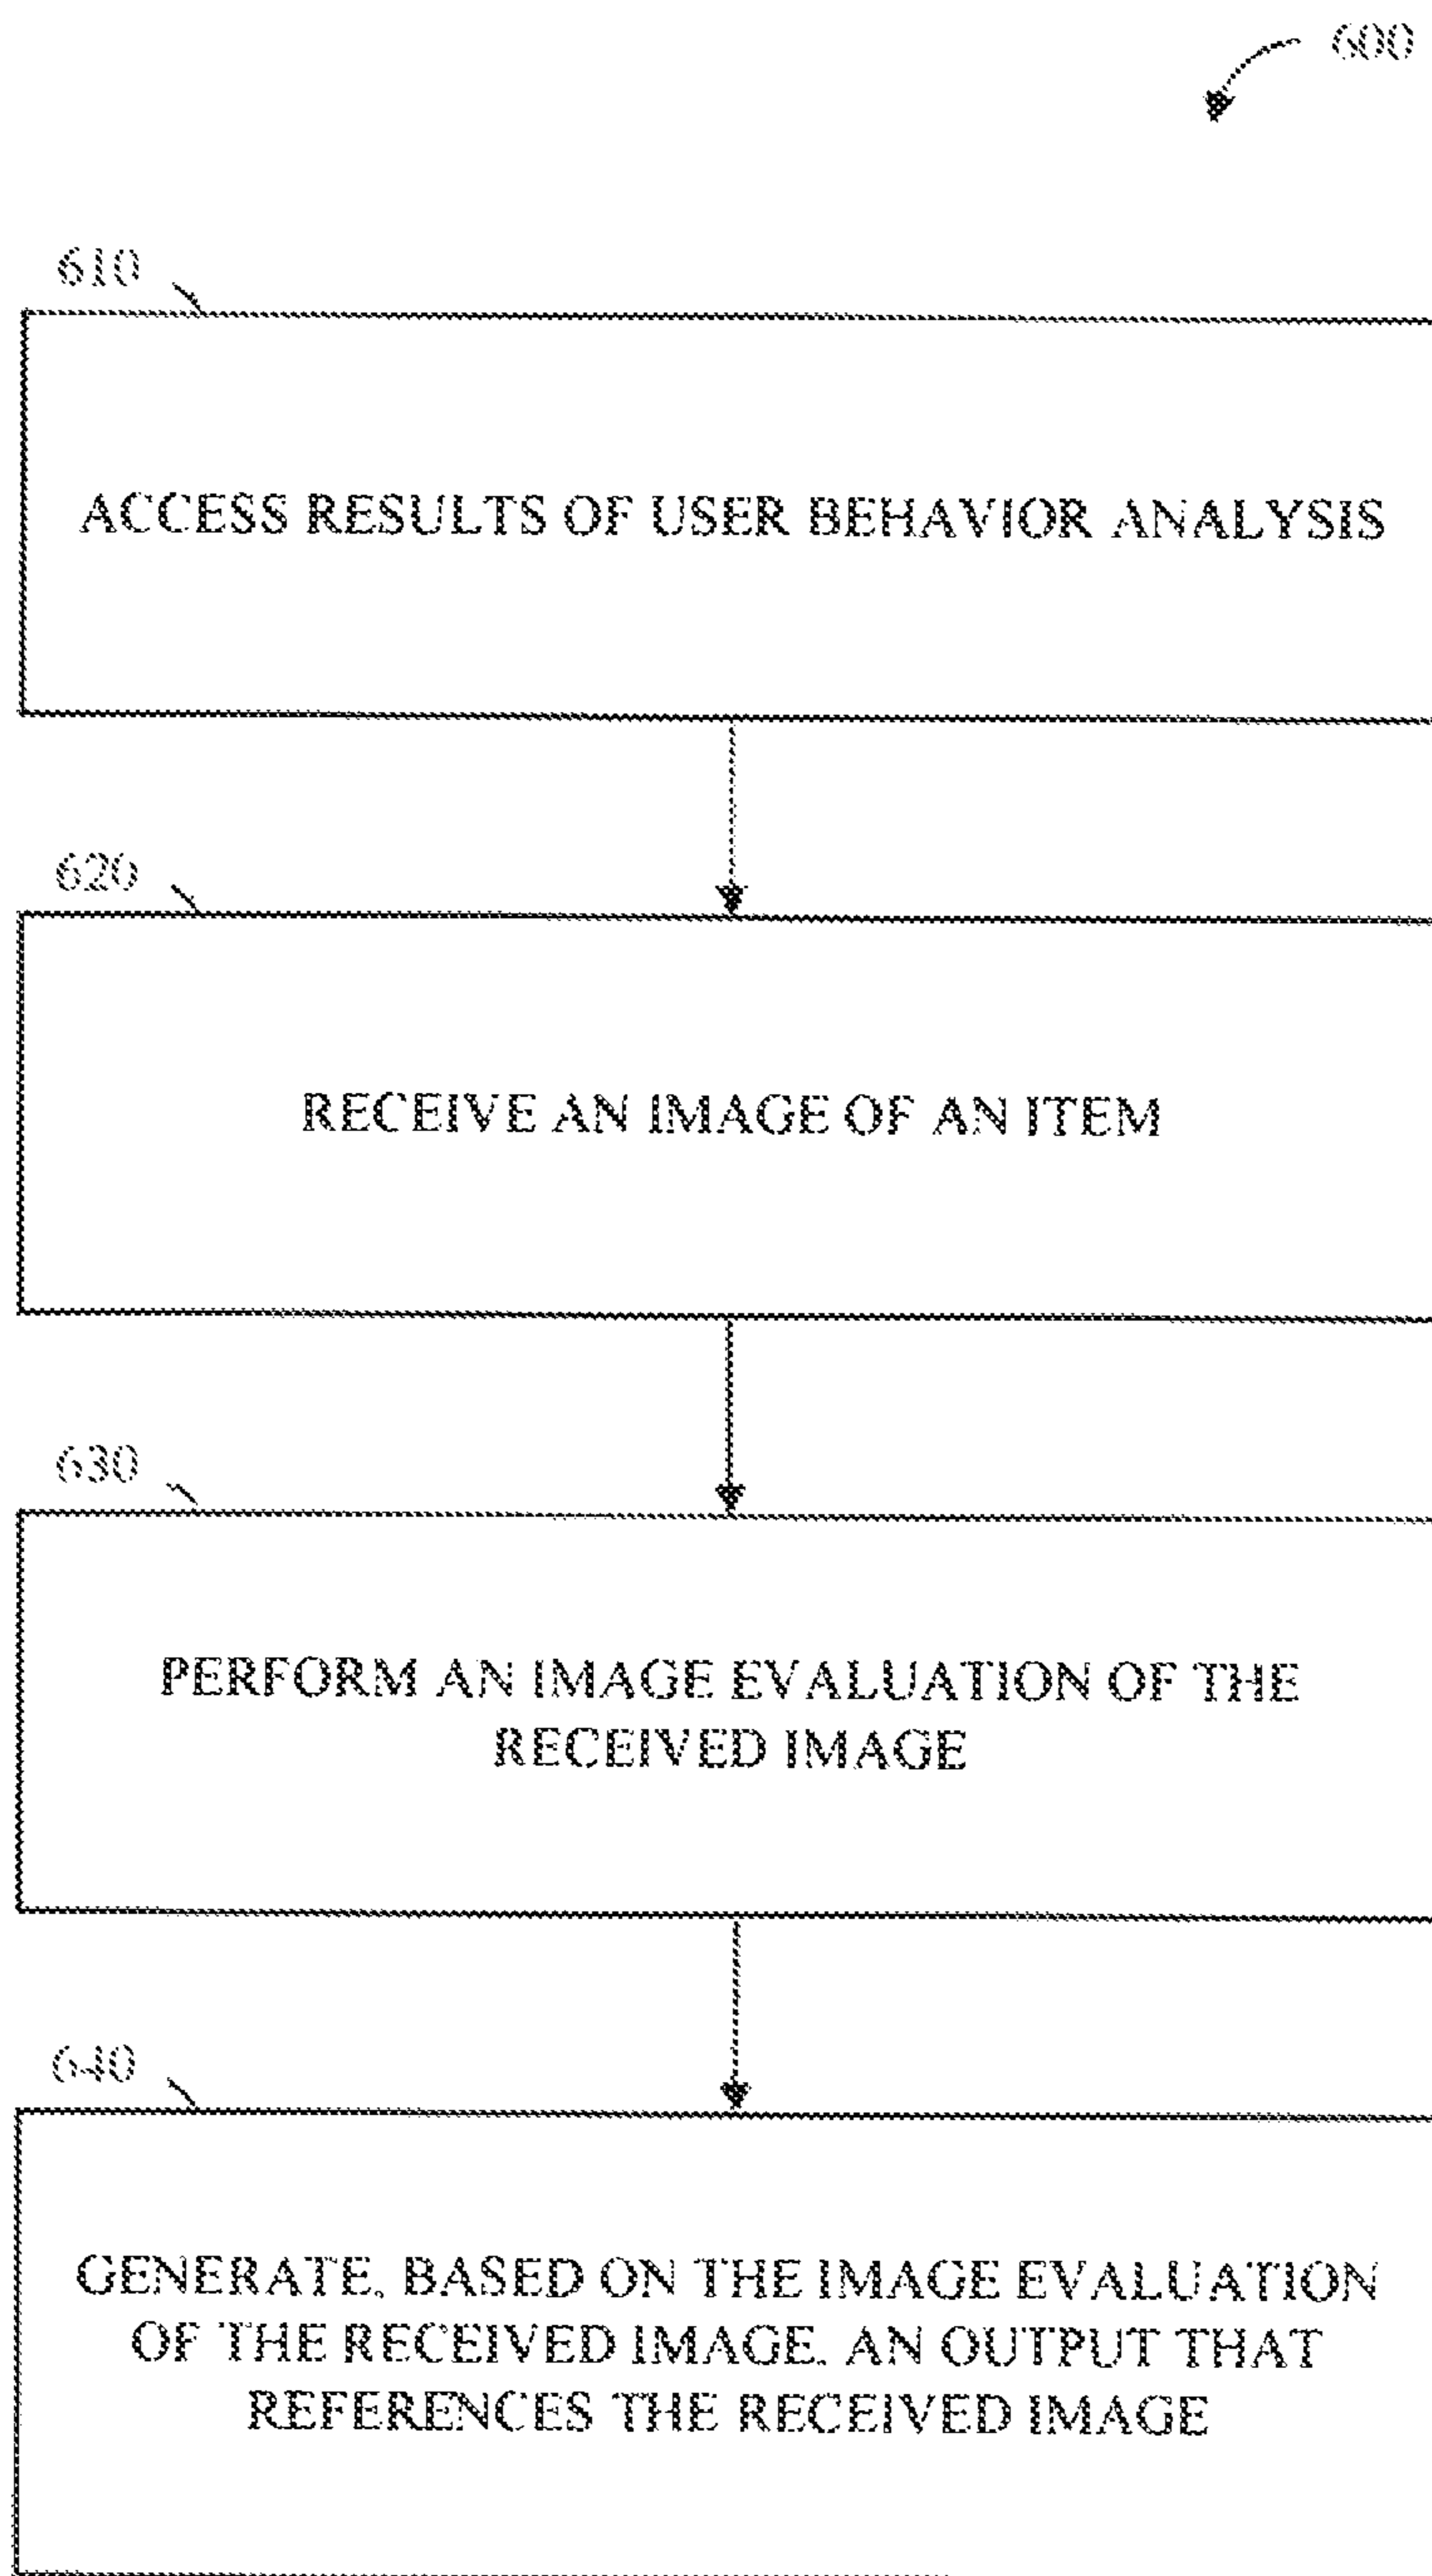 600
610
ACCESS RESULTS OF USER BEHAVIOR ANALYSIS
620
RECEIVE AN IMAGE OF AN ITEM
630
PERFORM AN IMAGE EVALUATION OF THE
RECEIVED IMAGE
640
GENERATE, BASED ON THE IMAGE EVALUATION
OF THE RECEIVED IMAGE, AN OUTPUT THAT
REFERENCES THE RECEIVED IMAGE